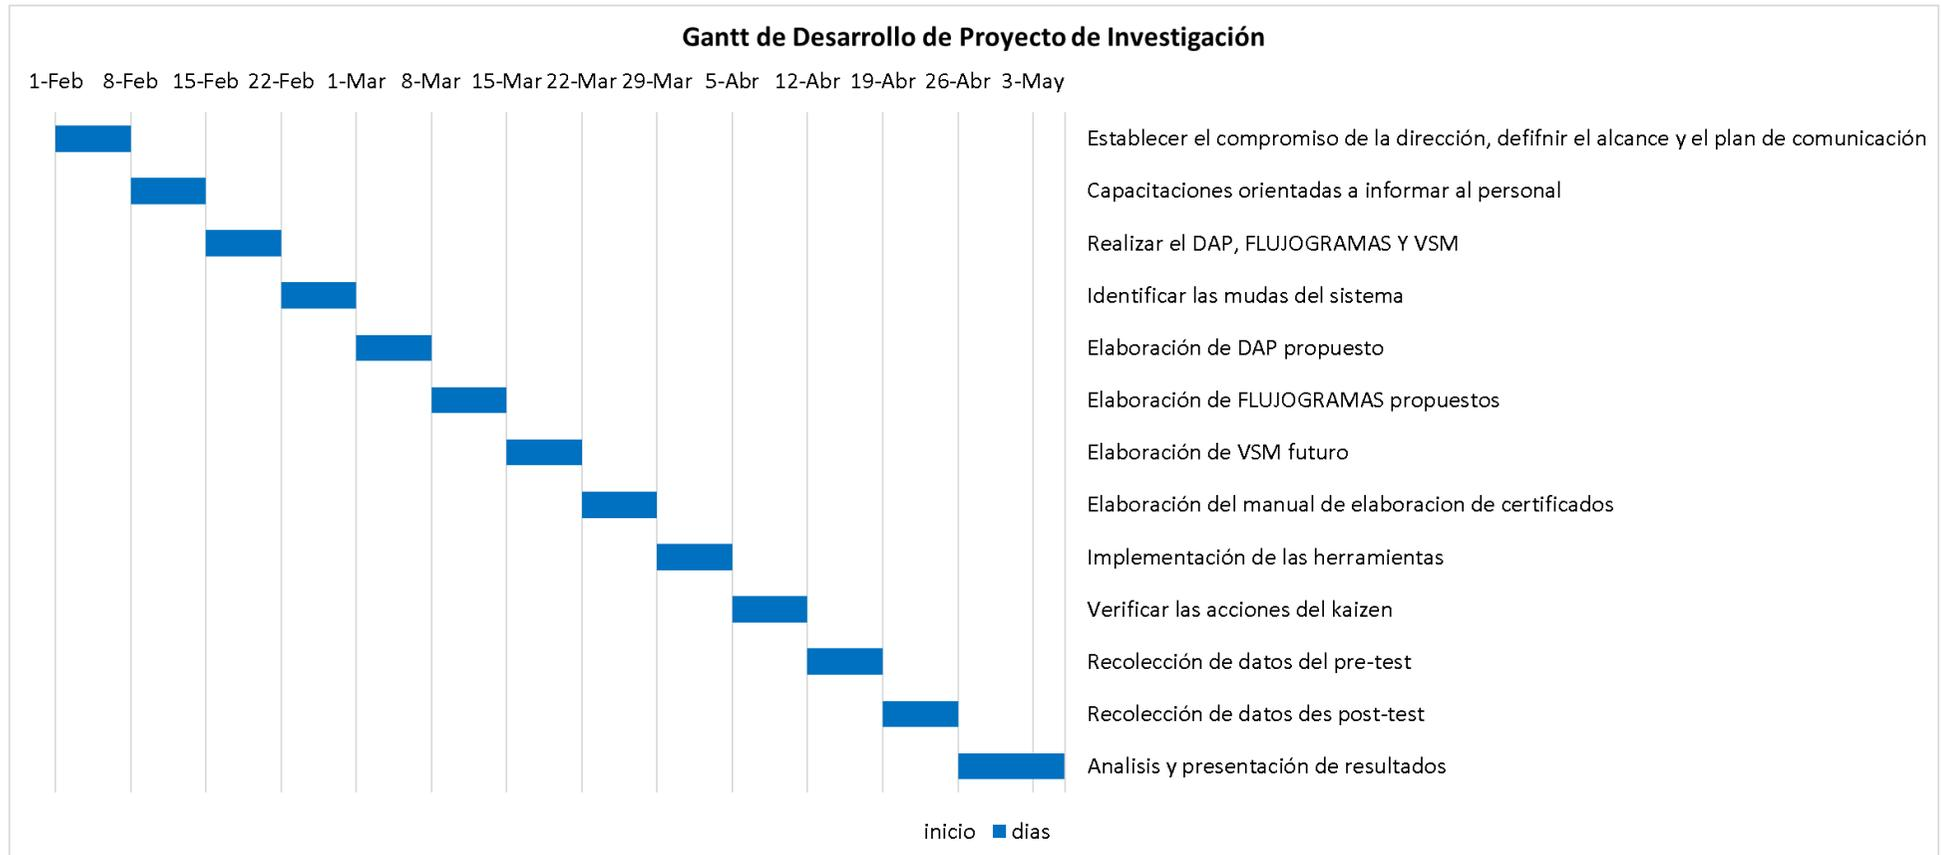 Gantt de Desarrollo de Proyecto de Investigación
1-Feb 8-Feb 15-Feb 22-Feb 1-Mar 8-Mar 15-Mar 22-Mar 29-Mar 5-Abr 12-Abr 19-Abr 26-Abr 3-May
Establecer el compromiso de la dirección, defifnir el alcance y el plan de comunicación
Capacitaciones orientadas a informar al personal
Realizar el DAP, FLUJOGRAMAS Y VSM
Identificar las mudas del sistema
Elaboración de DAP propuesto
Elaboración de FLUJOGRAMAS propuestos
Elaboración de VSM futuro
Elaboración del manual de elaboracion de certificados
Implementación de las herramientas
Verificar las acciones del kaizen
Recolección de datos del pre-test
Recolección de datos des post-test
Analisis y presentación de resultados
inicio dias